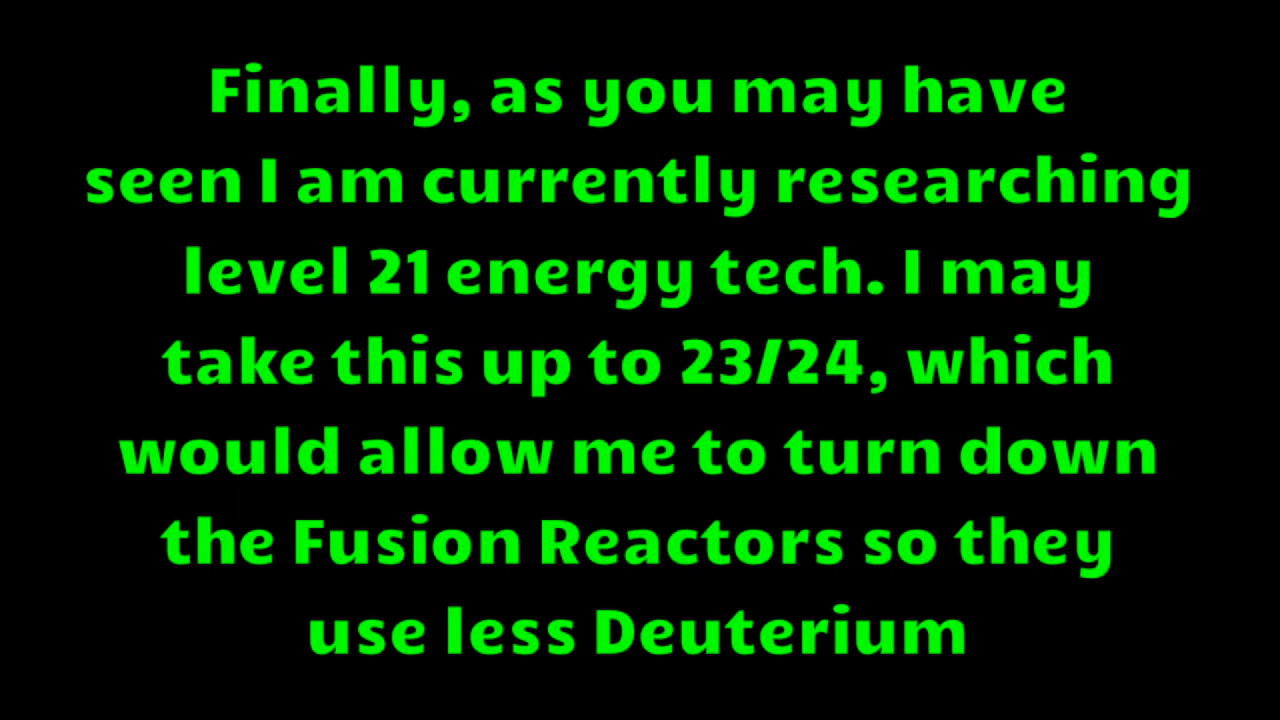 Finally, as you may have
seen I am currently researching
level 21 energy tech. I may
take this up to 23/24, which
would allow me to turn down
the Fusion Reactors so they
use less Deuterium